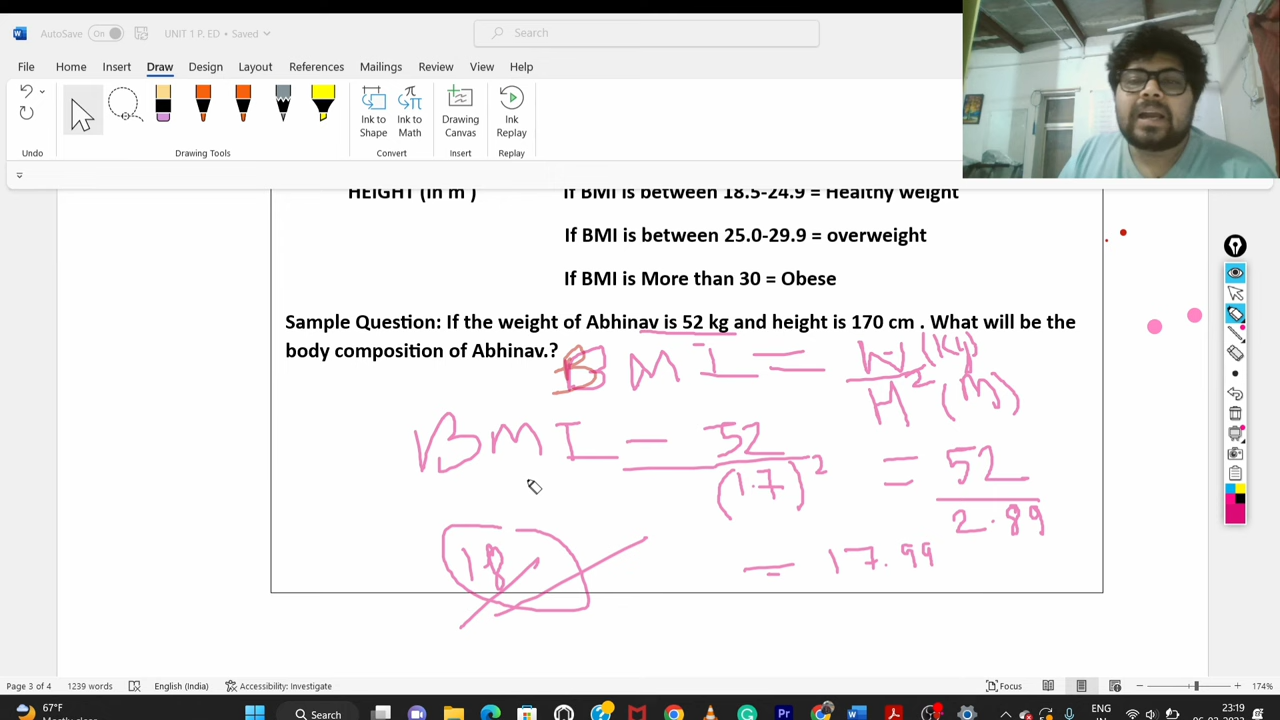 AutoSave On UNIT 1 P. ED • Saved Search
File Home Insert Draw Design Layout References Mailings Review View Help
Undo
Drawing Tools
Ink to Shape
Ink to Math
Convert
Drawing Canvas
Insert
Ink Replay
Replay
HEIGHT (in m ) If BMI is between 18.5-24.9 = Healthy weight
If BMI is between 25.0-29.9 = overweight
If BMI is More than 30 = Obese
Sample Question: If the weight of Abhinav is 52 kg and height is 170 cm . What will be the
body composition of Abhinav.?
BMI = W (kg) / H² (m)
BMI = 52 / (1.7)² = 52 / 2.89
18 = 17.99
Page 3 of 4 1239 words English (India) Accessibility: Investigate Focus 174%
67°F Search 23:19